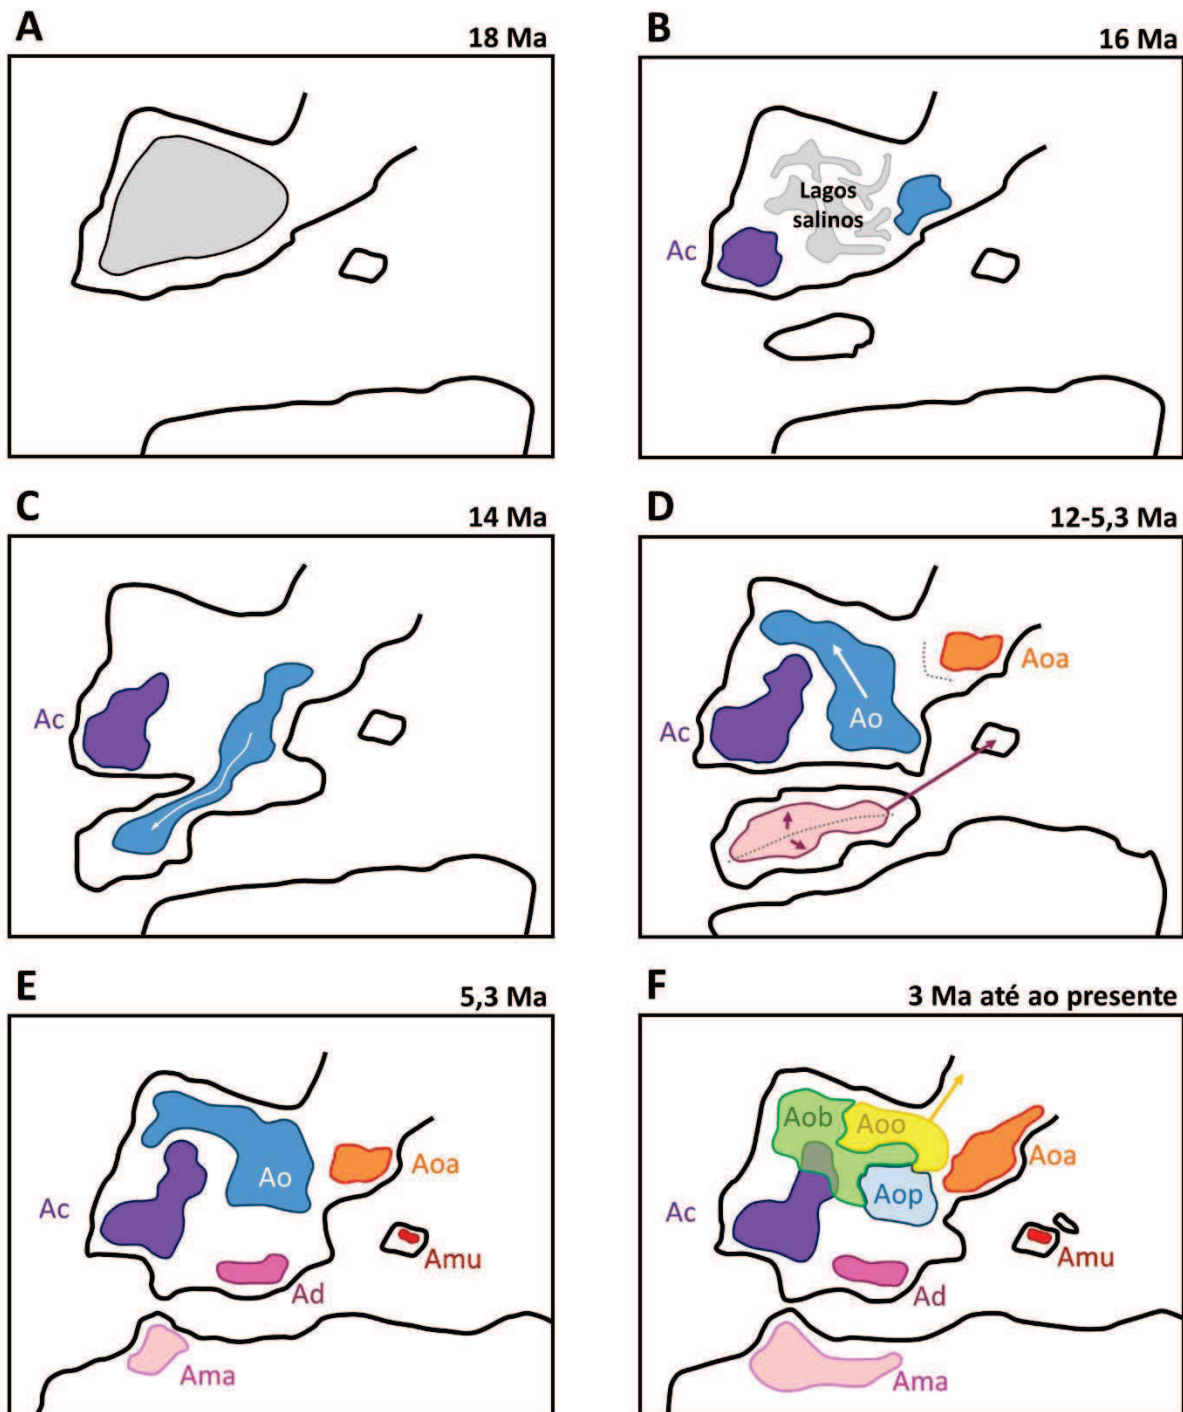 A
18 Ma
B
16 Ma
Lagos
salinos
Ac
C
14 Ma
Ac
D
12-5,3 Ma
Aoa
Ao
Ac
E
5,3 Ma
Aoa
Ao
Ac
Amu
Ad
Ama
F
3 Ma até ao presente
Aob
Aoo
Aoa
Aop
Ac
Amu
Ad
Ama